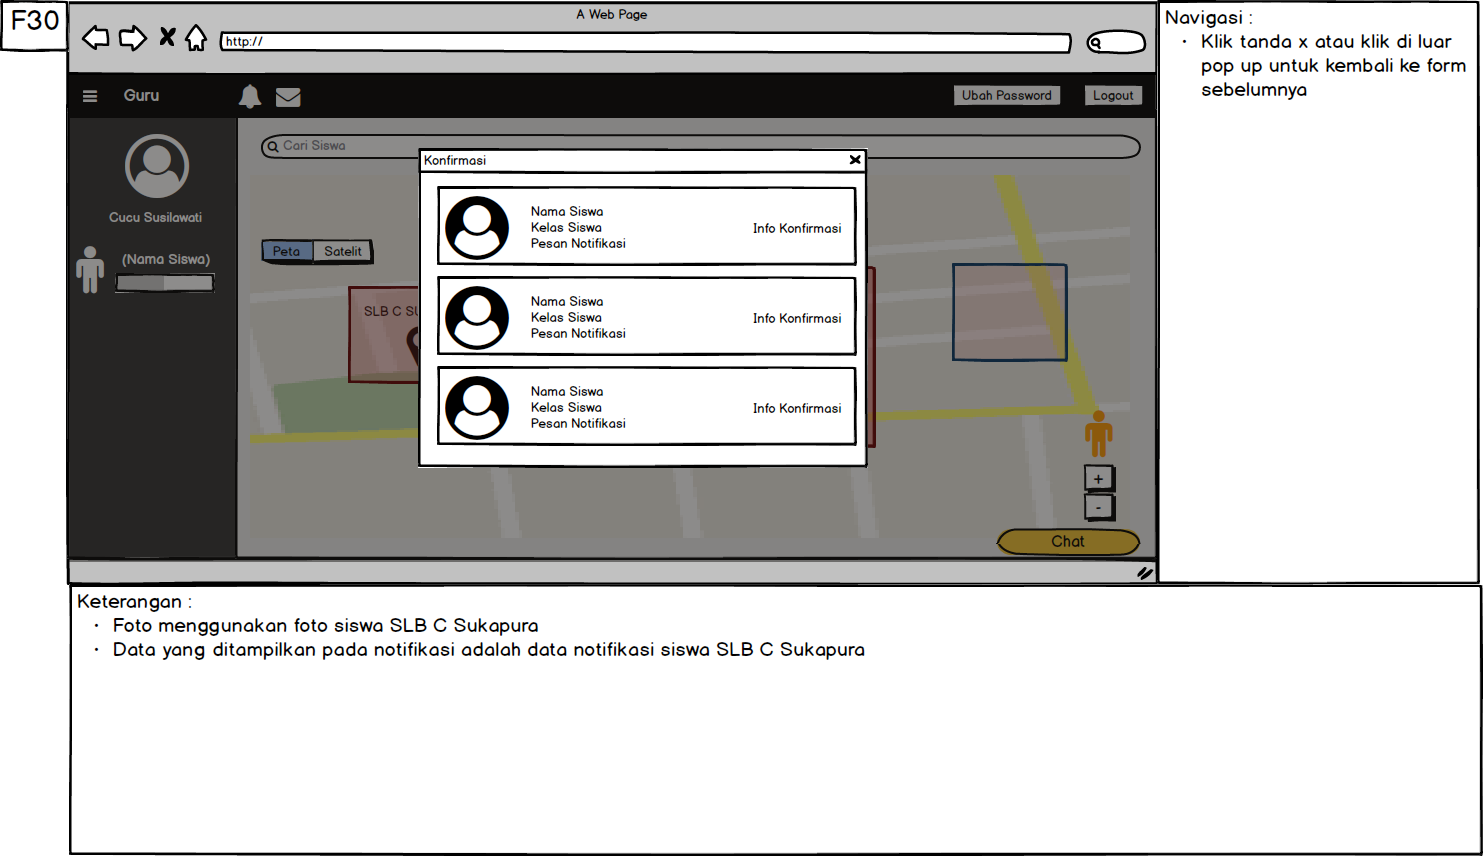 F30
A Web Page
http://
Navigasi :
· Klik tanda x atau klik di luar
pop up untuk kembali ke form
sebelumnya
Guru
Ubah Password
Logout
Cari Siswa
Cucu Susilawati
(Nama Siswa)
Peta
Satelit
SLB C SU
Konfirmasi
Nama Siswa
Kelas Siswa
Pesan Notifikasi
Info Konfirmasi
Nama Siswa
Kelas Siswa
Pesan Notifikasi
Info Konfirmasi
Nama Siswa
Kelas Siswa
Pesan Notifikasi
Info Konfirmasi
+
-
Chat
Keterangan :
· Foto menggunakan foto siswa SLB C Sukapura
· Data yang ditampilkan pada notifikasi adalah data notifikasi siswa SLB C Sukapura